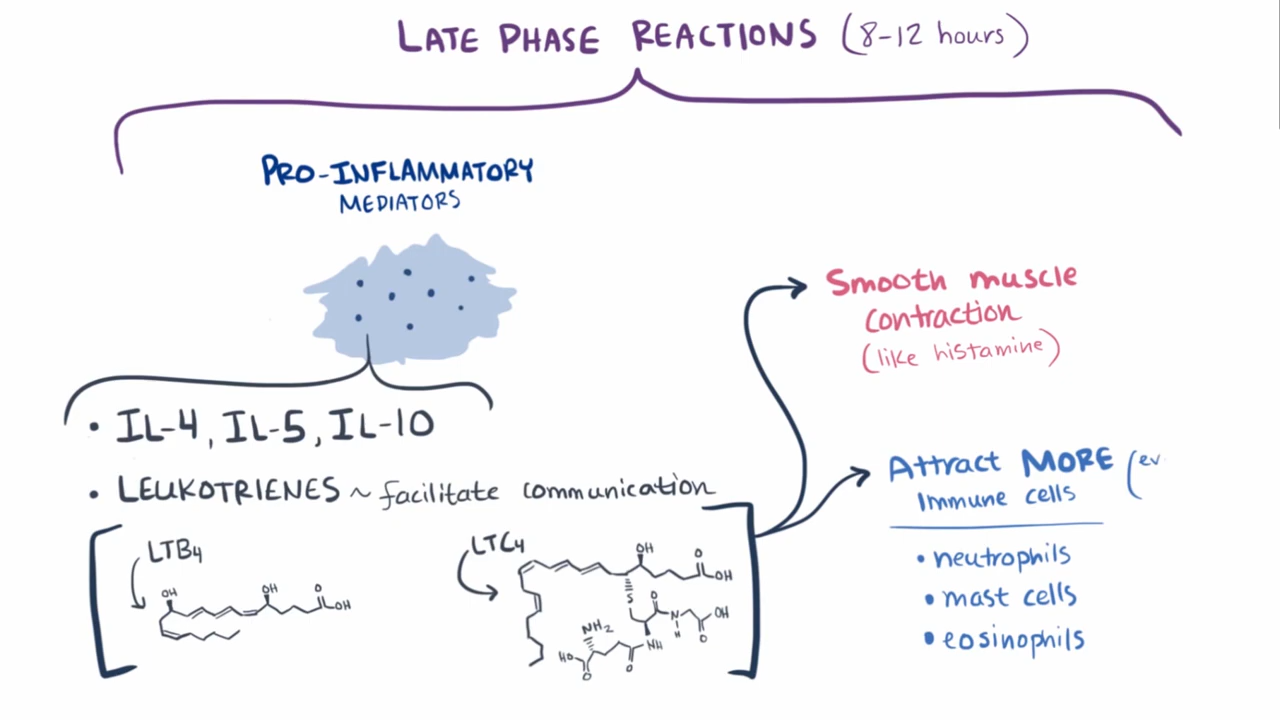 LATE PHASE REACTIONS (8-12 hours)
PRO-INFLAMMATORY
MEDIATORS
• IL-4, IL-5, IL-10
• LEUKOTRIENES ~ facilitate communication
LTB4
OH
OH
O
OH
LTC4
OH
O
OH
S
O
N
H
O
OH
NH2
NH
HO
O
O
Smooth muscle
contraction
(like histamine)
Attract MORE (ev
Immune cells
• neutrophils
• mast cells
• eosinophils